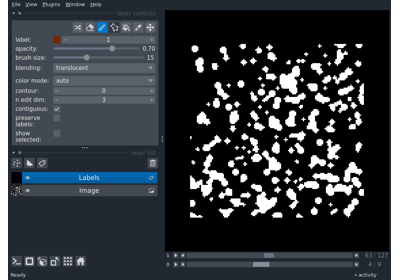 File View Plugins Window Help
layer controls
label: 1
opacity: 0.70
brush size: 15
blending: translucent
color mode: auto
contour: 0
n edit dim: 3
contiguous:
preserve
labels:
show
selected:
layer list
Labels
Image
1 63 127
0 4 9
activity